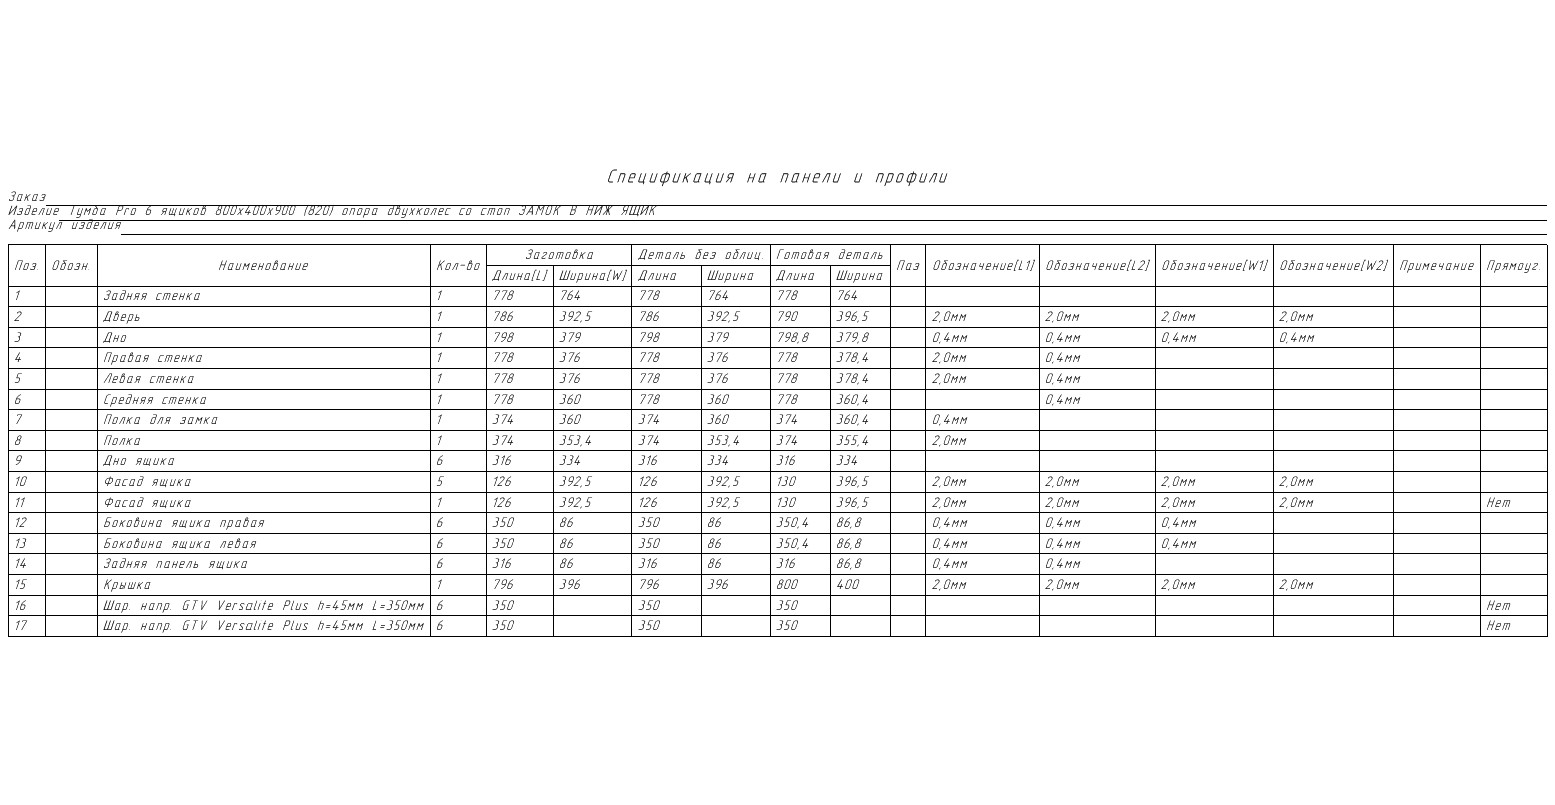 Спецификация на панели и профили
Заказ
Изделие Тумба Pro 6 ящиков 800х400х900 (820) опора двухколес со стоп ЗАМОК В НИЖ ЯЩИК
Артикул изделия
Поз. Обозн. Наименование Кол-во Заготовка Деталь без облиц. Готовая деталь Паз Обозначение[L1] Обозначение[L2] Обозначение[W1] Обозначение[W2] Примечание Прямоуг.
Длина[L] Ширина[W] Длина Ширина Длина Ширина
1 Задняя стенка 1 778 764 778 764 778 764
2 Дверь 1 786 392,5 786 392,5 790 396,5 2,0мм 2,0мм 2,0мм 2,0мм
3 Дно 1 798 379 798 379 798,8 379,8 0,4мм 0,4мм 0,4мм 0,4мм
4 Правая стенка 1 778 376 778 376 778 378,4 2,0мм 0,4мм
5 Левая стенка 1 778 376 778 376 778 378,4 2,0мм 0,4мм
6 Средняя стенка 1 778 360 778 360 778 360,4 0,4мм
7 Полка для замка 1 374 360 374 360 374 360,4 0,4мм
8 Полка 1 374 353,4 374 353,4 374 355,4 2,0мм
9 Дно ящика 6 316 334 316 334 316 334
10 Фасад ящика 5 126 392,5 126 392,5 130 396,5 2,0мм 2,0мм 2,0мм 2,0мм
11 Фасад ящика 1 126 392,5 126 392,5 130 396,5 2,0мм 2,0мм 2,0мм 2,0мм Нет
12 Боковина ящика правая 6 350 86 350 86 350,4 86,8 0,4мм 0,4мм 0,4мм
13 Боковина ящика левая 6 350 86 350 86 350,4 86,8 0,4мм 0,4мм 0,4мм
14 Задняя панель ящика 6 316 86 316 86 316 86,8 0,4мм 0,4мм
15 Крышка 1 796 396 796 396 800 400 2,0мм 2,0мм 2,0мм 2,0мм
16 Шар. напр. GTV Versalite Plus h=45мм L=350мм 6 350 350 350 Нет
17 Шар. напр. GTV Versalite Plus h=45мм L=350мм 6 350 350 350 Нет